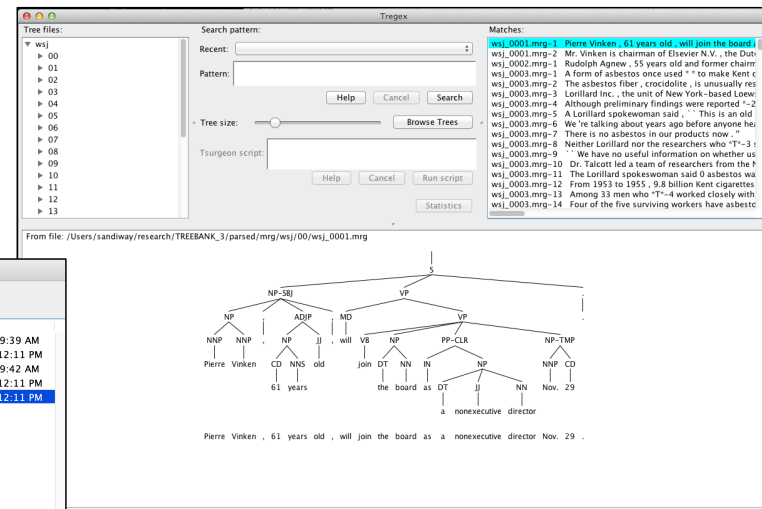 Tregex
Tree files:
wsj
00
01
02
03
04
05
06
07
08
09
10
11
12
13
Search pattern:
Recent:
Pattern:
Help Cancel Search
Tree size: Browse Trees
Tsurgeon script:
Help Cancel Run script
Statistics
Matches:
wsj_0001.mrg-1 Pierre Vinken , 61 years old , will join the board
wsj_0001.mrg-2 Mr. Vinken is chairman of Elsevier N.V. , the
wsj_0002.mrg-1 Rudolph Agnew , 55 years old and former
wsj_0003.mrg-1 A form of asbestos once used * * to make Kent
wsj_0003.mrg-2 The asbestos fiber , crocidolite , is unusually
wsj_0003.mrg-3 Lorillard Inc. , the unit of New York-based
wsj_0003.mrg-4 Although preliminary findings were reported *-2
wsj_0003.mrg-5 A Lorillard spokewoman said , `` This is an old
wsj_0003.mrg-6 We 're talking about years ago before anyone
wsj_0003.mrg-7 There is no asbestos in our products now . "
wsj_0003.mrg-8 Neither Lorillard nor the researchers who *T*-3
wsj_0003.mrg-9 `` We have no useful information on whether
wsj_0003.mrg-10 Dr. Talcott led a team of researchers from the
wsj_0003.mrg-11 The Lorillard spokeswoman said 0 asbestos
wsj_0003.mrg-12 From 1953 to 1955 , 9.8 billion Kent cigarettes
wsj_0003.mrg-13 Among 33 men who *T*-4 worked closely with
wsj_0003.mrg-14 Four of the five surviving workers have
From file: /Users/sandiway/research/TREEBANK_3/parsed/mrg/wsj/00/wsj_0001.mrg
S
NP-SBJ VP .
NP , ADJP , MD VP
NNP NNP , NP JJ , will VB NP PP-CLR NP-TMP
Pierre Vinken CD NNS old join DT NN IN NP NNP CD
61 years the board as DT JJ NN Nov. 29
a nonexecutive director
Pierre Vinken , 61 years old , will join the board as a nonexecutive director Nov. 29 .
9:39 AM
12:11 PM
9:42 AM
12:11 PM
12:11 PM